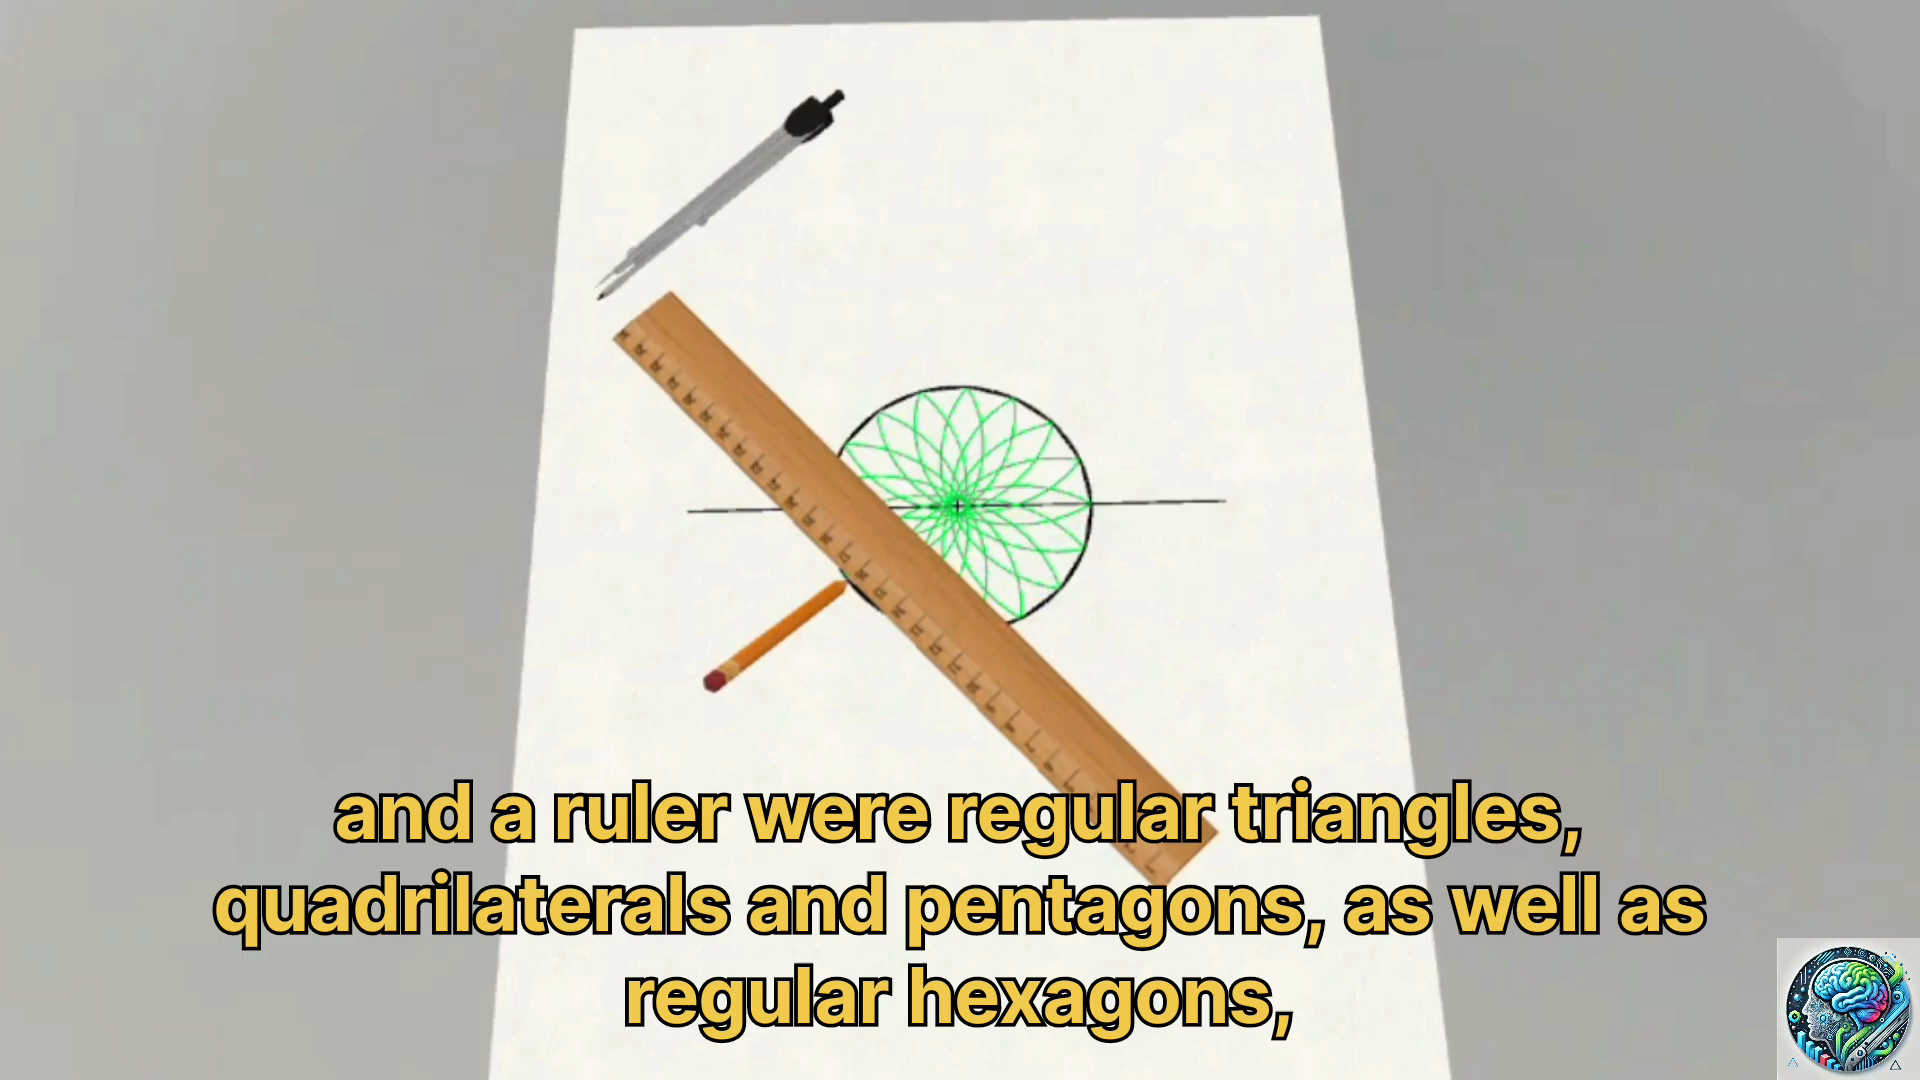 and a ruler were regular triangles,
quadrilaterals and pentagons, as well as
regular hexagons,